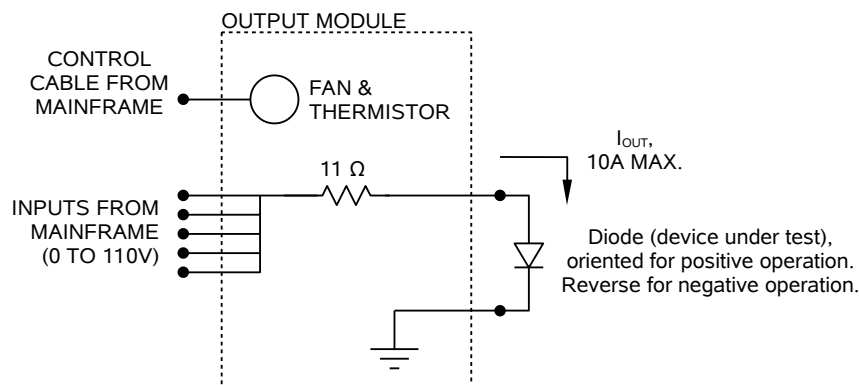 OUTPUT MODULE
CONTROL
CABLE FROM
MAINFRAME
FAN &
THERMISTOR
IOUT,
10A MAX.
11 Ω
INPUTS FROM
MAINFRAME
(0 TO 110V)
Diode (device under test),
oriented for positive operation.
Reverse for negative operation.